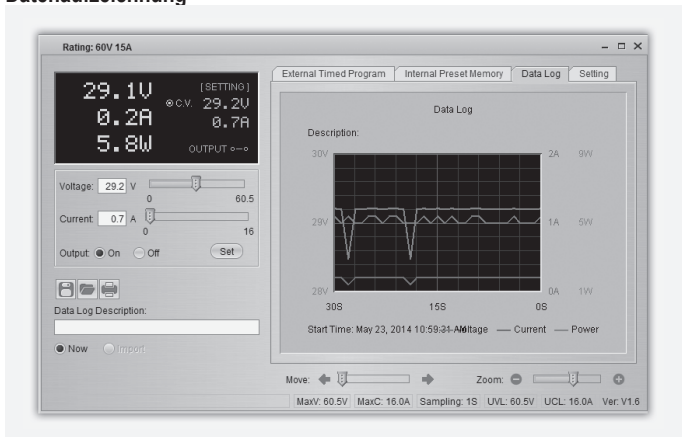 Datenaufzeichnung
Rating: 60V 15A
29.1V
0.2A
5.8W
[SETTING]
C.V. 29.2V
0.7A
OUTPUT
Voltage: 29.2 V
0 60.5
Current: 0.7 A
0 16
Output: On Off Set
Data Log Description:
Now Import
External Timed Program Internal Preset Memory Data Log Setting
Data Log
Description:
30V 2A 9W
29V 1A 5W
28V 0A 1W
30S 15S 0S
Start Time: May 23, 2014 10:59:31 AM Voltage Current Power
Move: Zoom:
MaxV: 60.5V MaxC: 16.0A Sampling: 1S UVL: 60.5V UCL: 16.0A Ver: V1.6